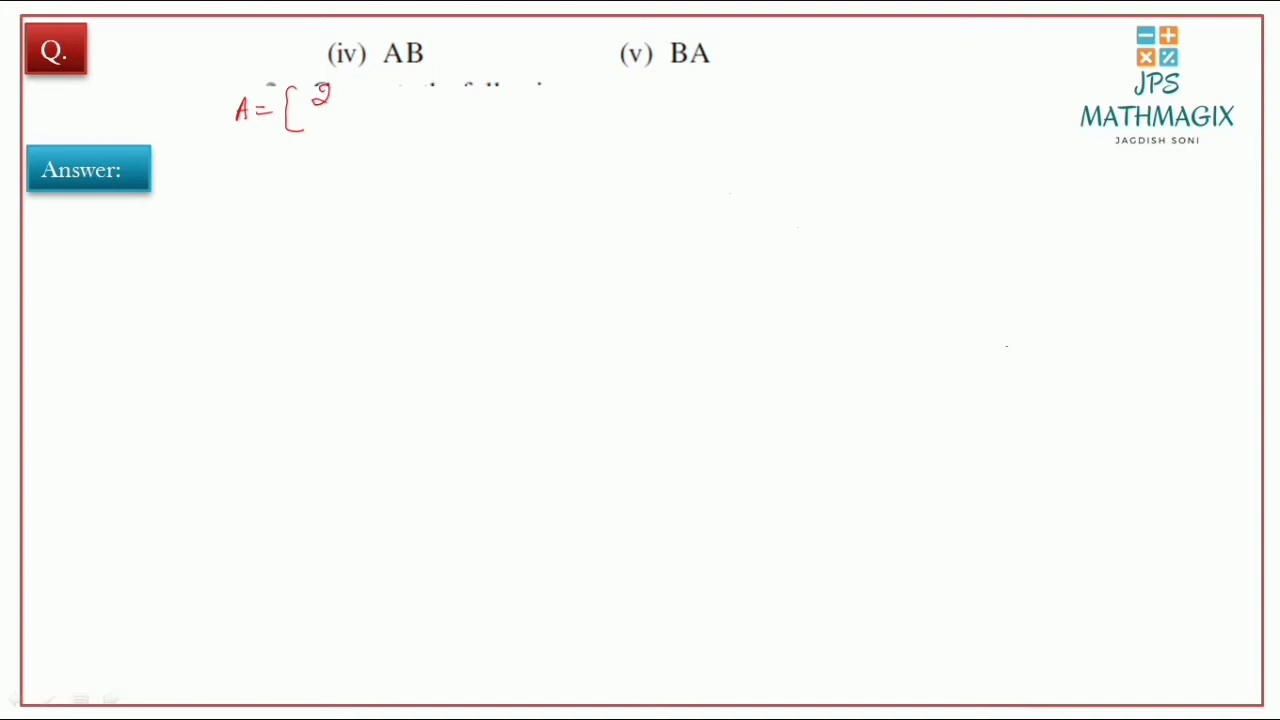 Q.
(iv) AB (v) BA
A = [ 2
JPS
MATHMAGIX
JAGDISH SONI
Answer: